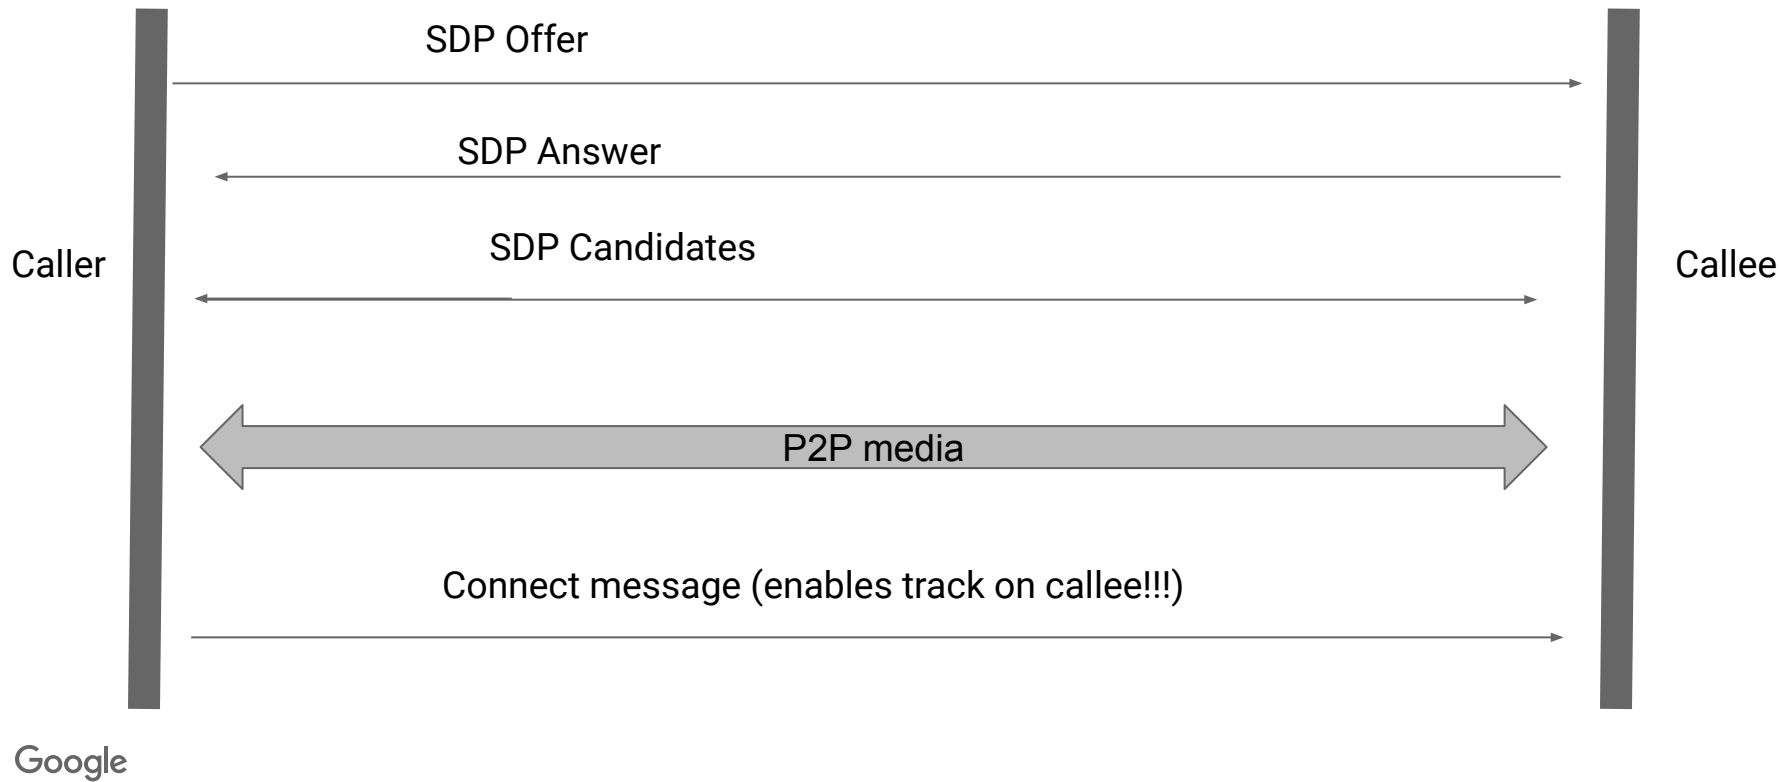 SDP Offer
SDP Answer
SDP Candidates
Caller
Callee
P2P media
Connect message (enables track on callee!!!)
Google